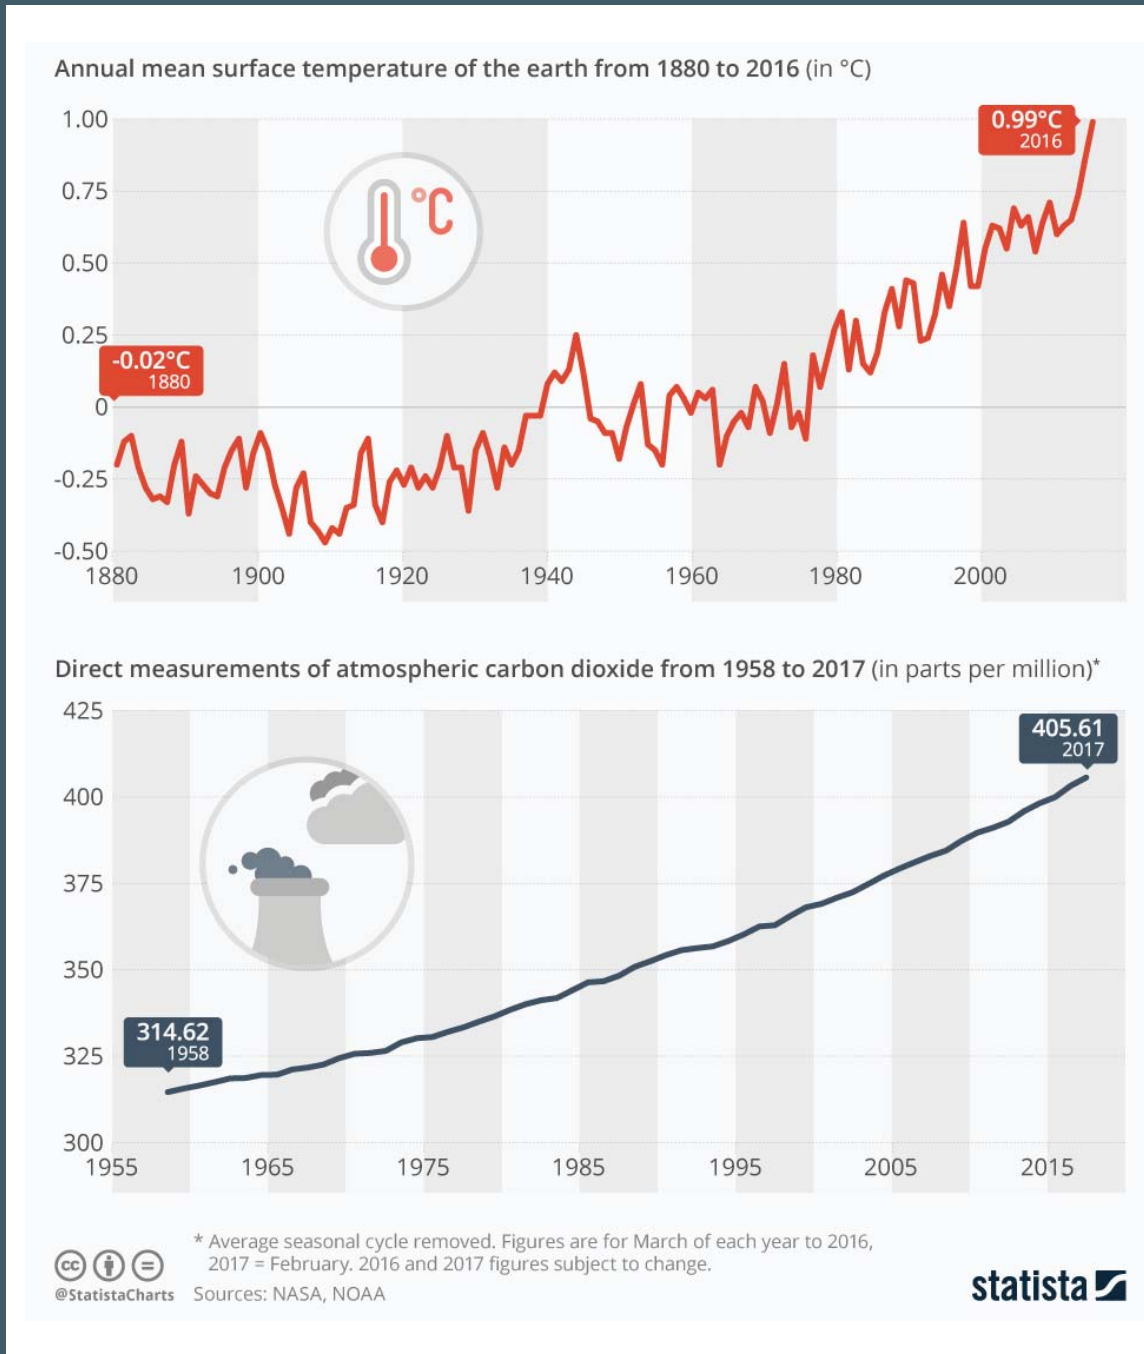 Annual mean surface temperature of the earth from 1880 to 2016 (in °C)
1.00
0.99°C
2016
°C
0.75
0.50
0.25
-0.02°C
1880
0
-0.25
-0.50
1880 1900 1920 1940 1960 1980 2000
Direct measurements of atmospheric carbon dioxide from 1958 to 2017 (in parts per million)*
425
405.61
2017
400
375
350
314.62
1958
325
300
1955 1965 1975 1985 1995 2005 2015
* Average seasonal cycle removed. Figures are for March of each year to 2016,
2017 = February. 2016 and 2017 figures subject to change.
cc
@StatistaCharts Sources: NASA, NOAA
statista